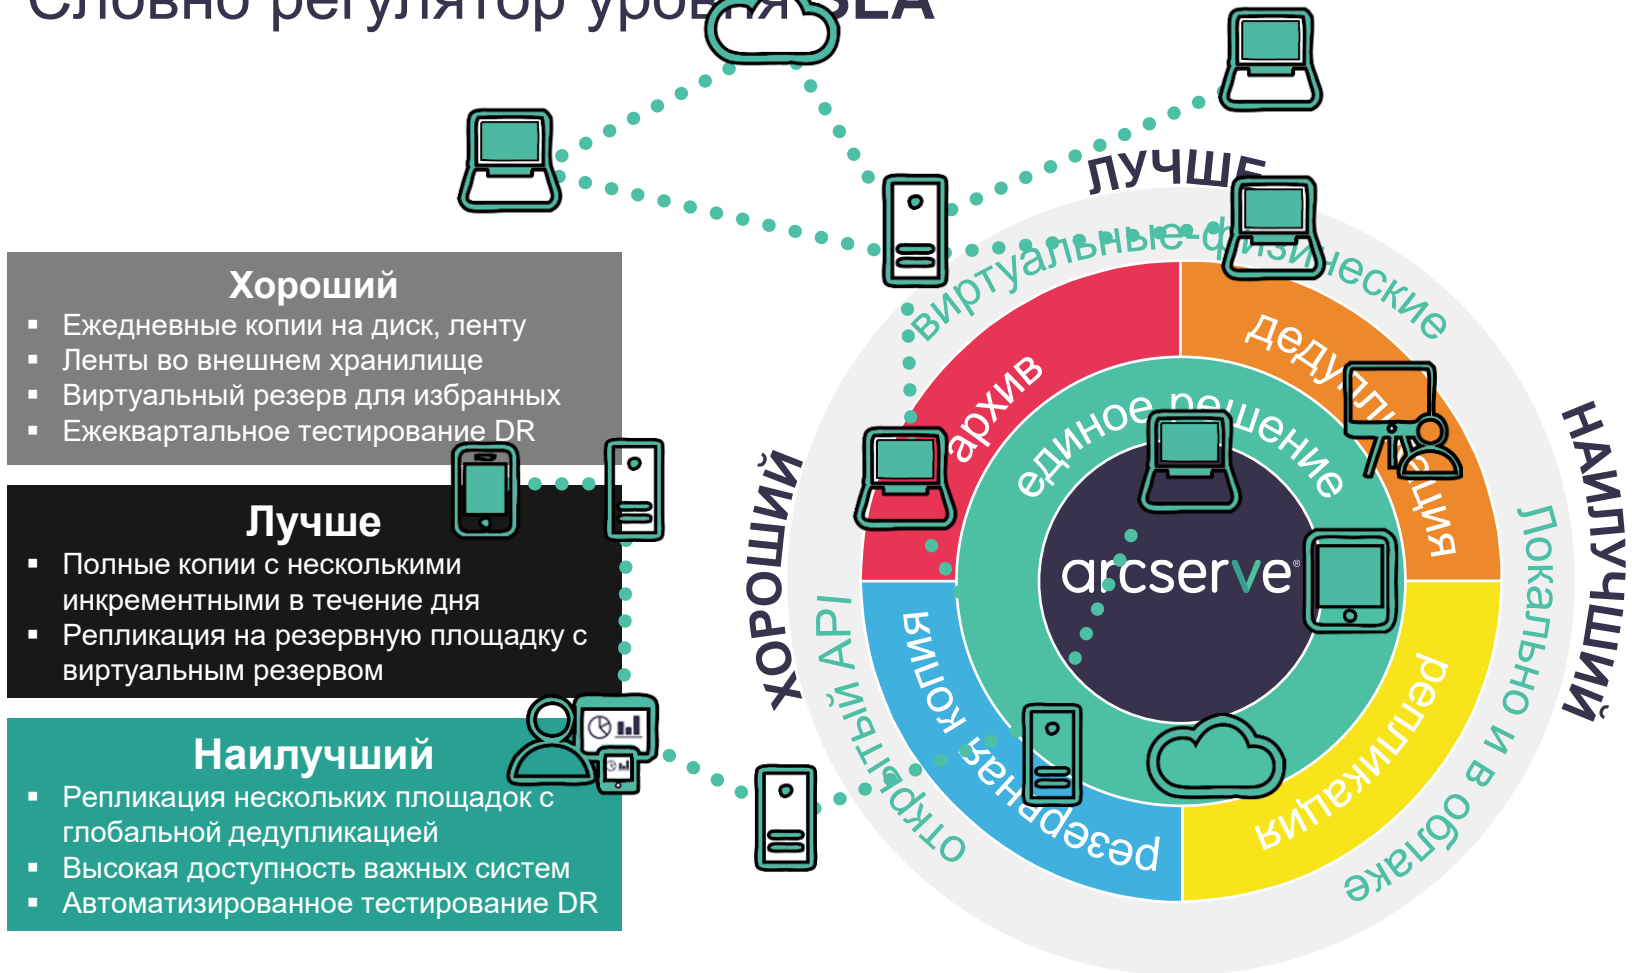 Словно регулятор уровня SLA
Хороший
▪ Ежедневные копии на диск, ленту
▪ Ленты во внешнем хранилище
▪ Виртуальный резерв для избранных
▪ Ежеквартальное тестирование DR
Лучше
▪ Полные копии с несколькими
инкрементными в течение дня
▪ Репликация на резервную площадку с
виртуальным резервом
Наилучший
▪ Репликация нескольких площадок с
глобальной дедупликацией
▪ Высокая доступность важных систем
▪ Автоматизированное тестирование DR
ХОРОШИЙ
ЛУЧШЕ
НАИЛУЧШИЙ
виртуальные-физические
Локально и в облаке
открытый API
архив
дедупликация
репликация
резервная копия
единое решение
arcserve®